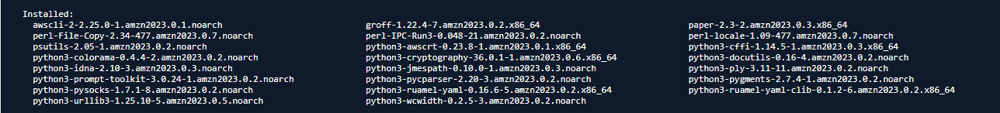 Installed:
awscli-2-2.25.0-1.amzn2023.0.1.noarch groff-1.22.4-7.amzn2023.0.2.x86_64 paper-2.3-2.amzn2023.0.3.x86_64
perl-File-Copy-2.34-477.amzn2023.0.7.noarch perl-IPC-Run3-0.048-21.amzn2023.0.2.noarch perl-locale-1.09-477.amzn2023.0.7.noarch
psutils-2.05-1.amzn2023.0.2.noarch python3-awscrt-0.23.8-1.amzn2023.0.1.x86_64 python3-cffi-1.14.5-1.amzn2023.0.3.x86_64
python3-colorama-0.4.4-2.amzn2023.0.2.noarch python3-cryptography-36.0.1-1.amzn2023.0.6.x86_64 python3-docutils-0.16-4.amzn2023.0.2.noarch
python3-idna-2.10-3.amzn2023.0.3.noarch python3-jmespath-0.10.0-1.amzn2023.0.3.noarch python3-ply-3.11-11.amzn2023.0.2.noarch
python3-prompt-toolkit-3.0.24-1.amzn2023.0.2.noarch python3-pycparser-2.20-3.amzn2023.0.2.noarch python3-pygments-2.7.4-1.amzn2023.0.2.noarch
python3-pysocks-1.7.1-8.amzn2023.0.2.noarch python3-ruamel-yaml-0.16.6-5.amzn2023.0.2.x86_64 python3-ruamel-yaml-clib-0.1.2-6.amzn2023.0.2.x86_64
python3-urllib3-1.25.10-5.amzn2023.0.5.noarch python3-wcwidth-0.2.5-3.amzn2023.0.2.noarch